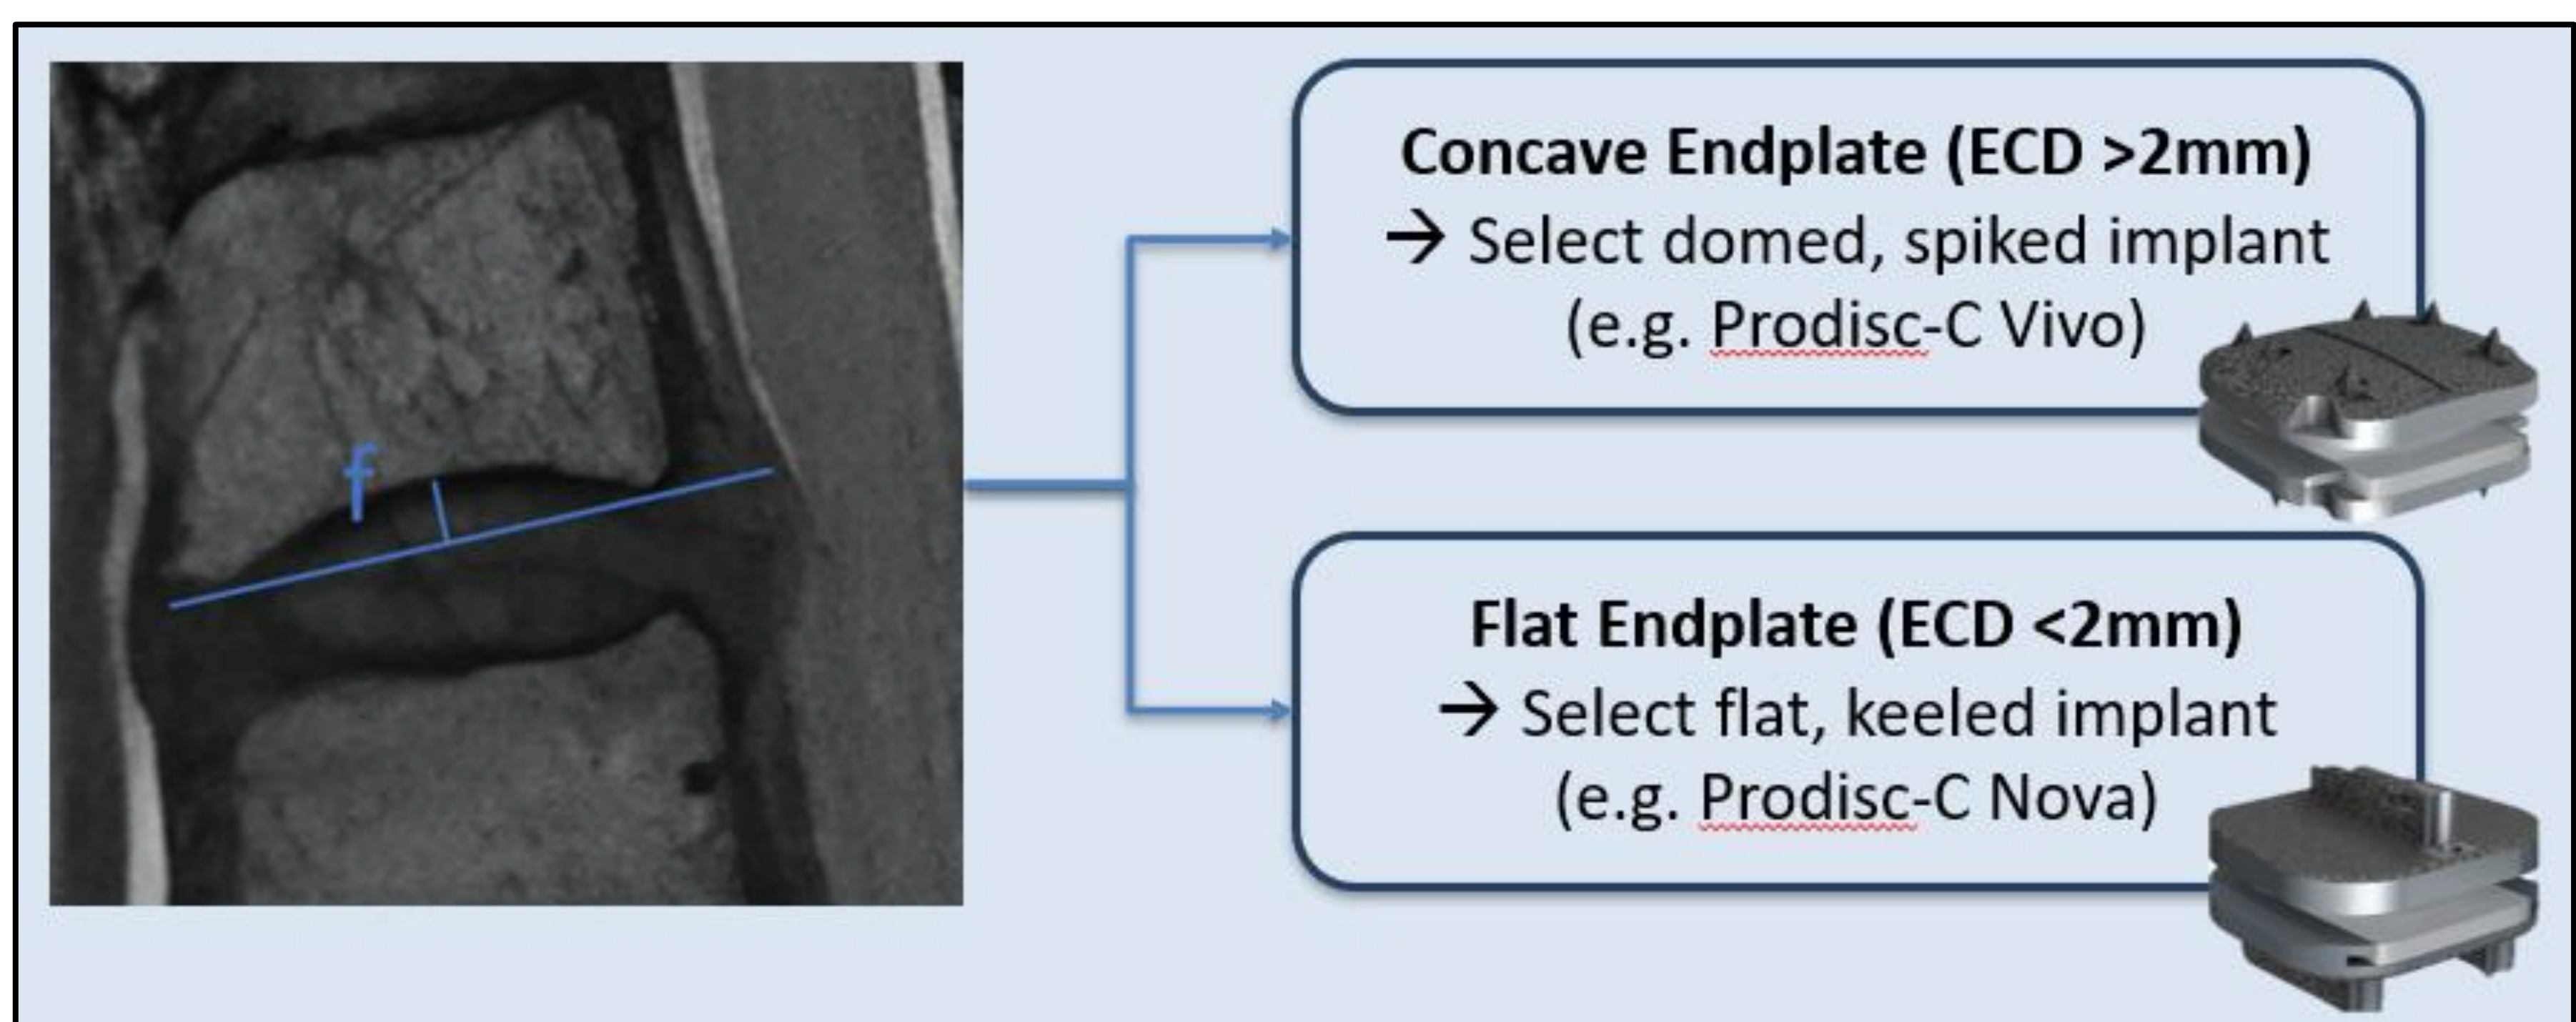 f
Concave Endplate (ECD >2mm)
→ Select domed, spiked implant
(e.g. Prodisc-C Vivo)
Flat Endplate (ECD <2mm)
→ Select flat, keeled implant
(e.g. Prodisc-C Nova)